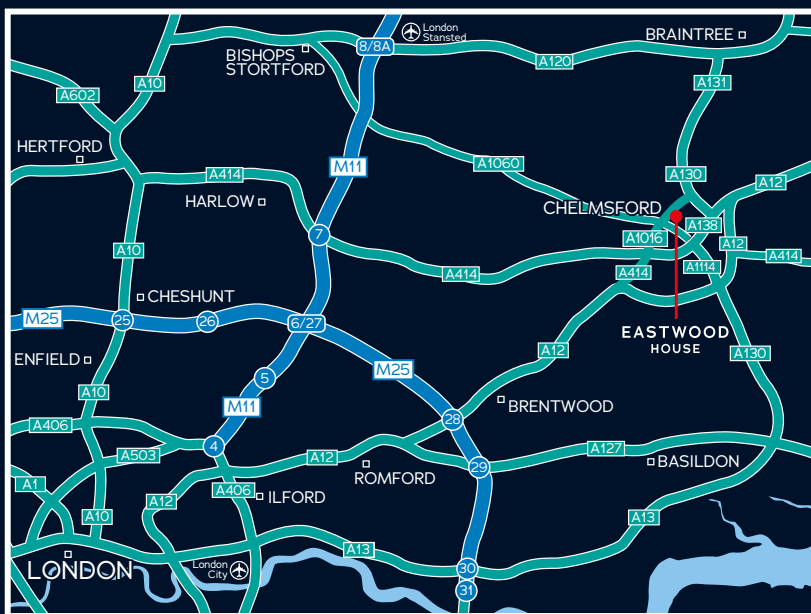 London
Stansted
8/8A
BRAINTREE
BISHOPS
STORTFORD
A120
A10
A131
A602
HERTFORD
A1060
M11
A414
A130
A12
HARLOW
CHELMSFORD
A138
7
A1016
A10
A12
A414
A1114
A414
A414
CHESHUNT
M25
25
26
6/27
EASTWOOD
HOUSE
A12
A130
ENFIELD
M25
5
A10
BRENTWOOD
M11
28
A406
4
A127
A503
A12
BASILDON
29
ROMFORD
A1
A406
ILFORD
A12
A10
A13
A13
LONDON
London
City
30
31